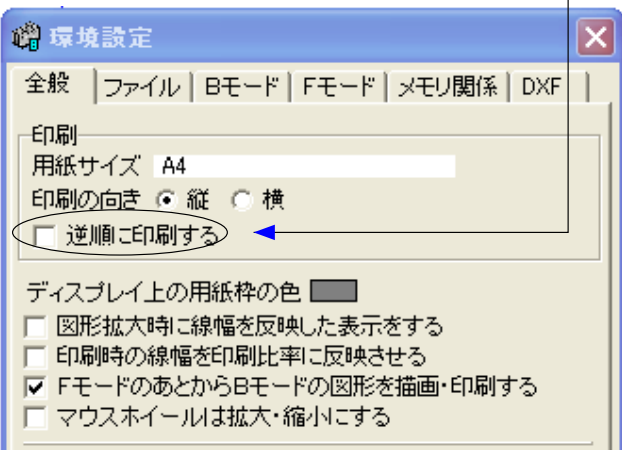 環境設定
全般 ファイル Bモード Fモード メモリ関係 DXF
印刷
用紙サイズ A4
印刷の向き 縦 横
逆順に印刷する
ディスプレイ上の用紙枠の色
図形拡大時に線幅を反映した表示をする
印刷時の線幅を印刷比率に反映させる
FモードのあとからBモードの図形を描画・印刷する
マウスホイールは拡大・縮小にする